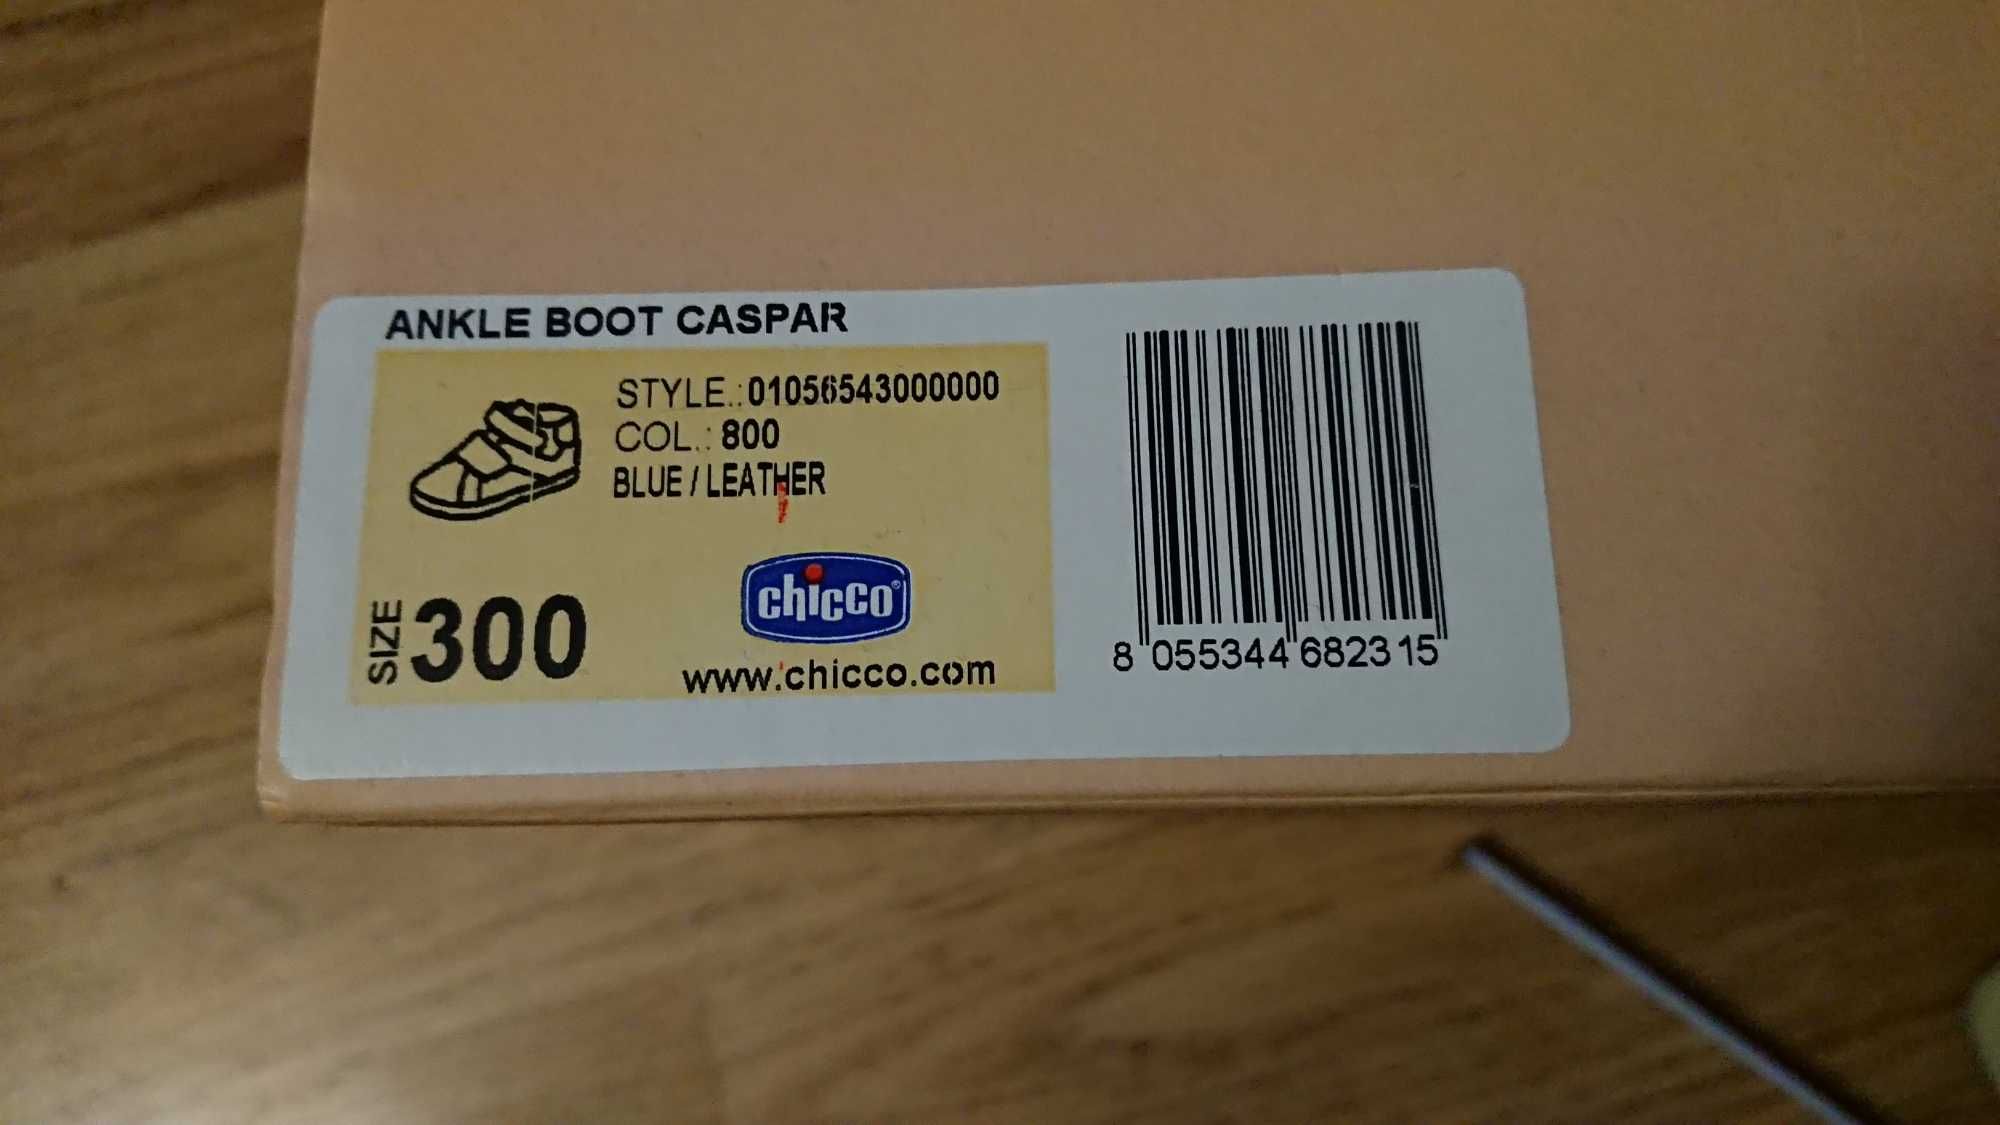 ANKLE BOOT CASPAR
STYLE.:01056543000000
COL.: 800
BLUE / LEATHER
SIZE 300
chicco®
www.chicco.com
8 055344 682315